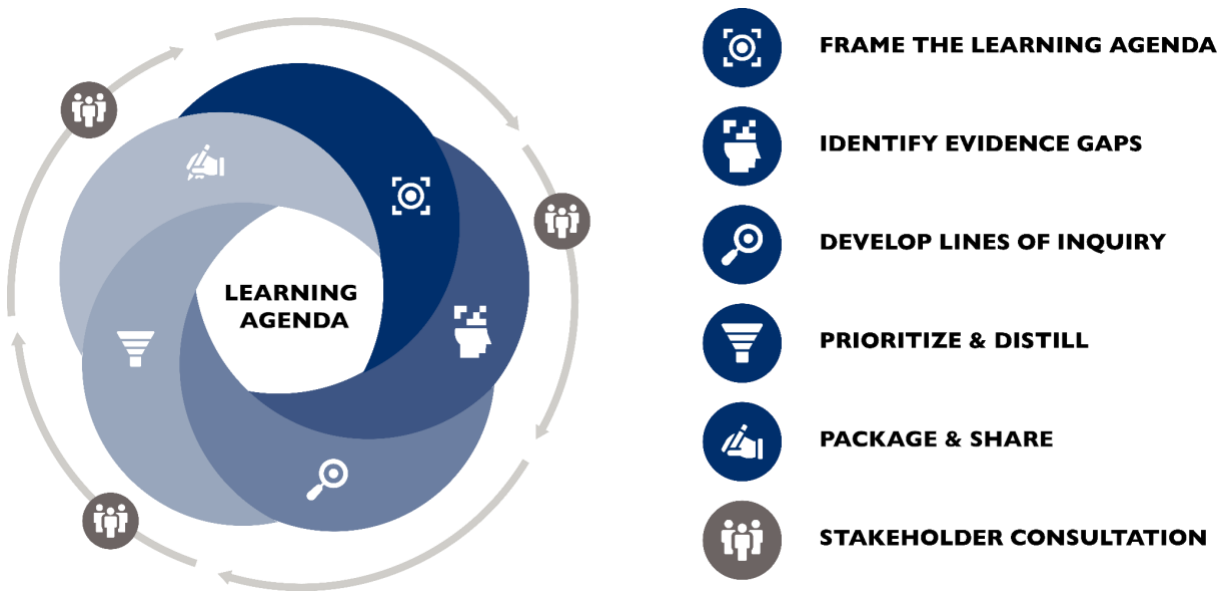 LEARNING
AGENDA
FRAME THE LEARNING AGENDA
IDENTIFY EVIDENCE GAPS
DEVELOP LINES OF INQUIRY
PRIORITIZE & DISTILL
PACKAGE & SHARE
STAKEHOLDER CONSULTATION